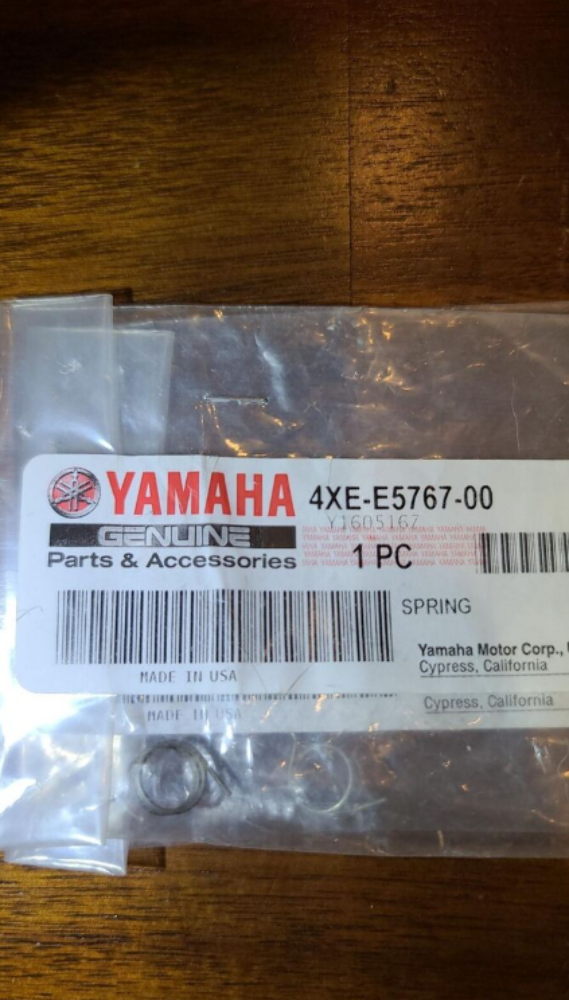 YAMAHA 4XE-E5767-00
Y1605167
GENUINE
Parts & Accessories
1 PC
SPRING
Yamaha Motor Corp.,
Cypress, California
MADE IN USA
Cypress, California
MADE IN USA